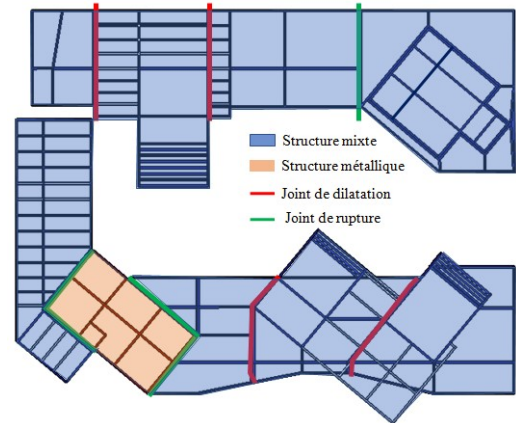 Structure mixte
Structure métallique
Joint de dilatation
Joint de rupture